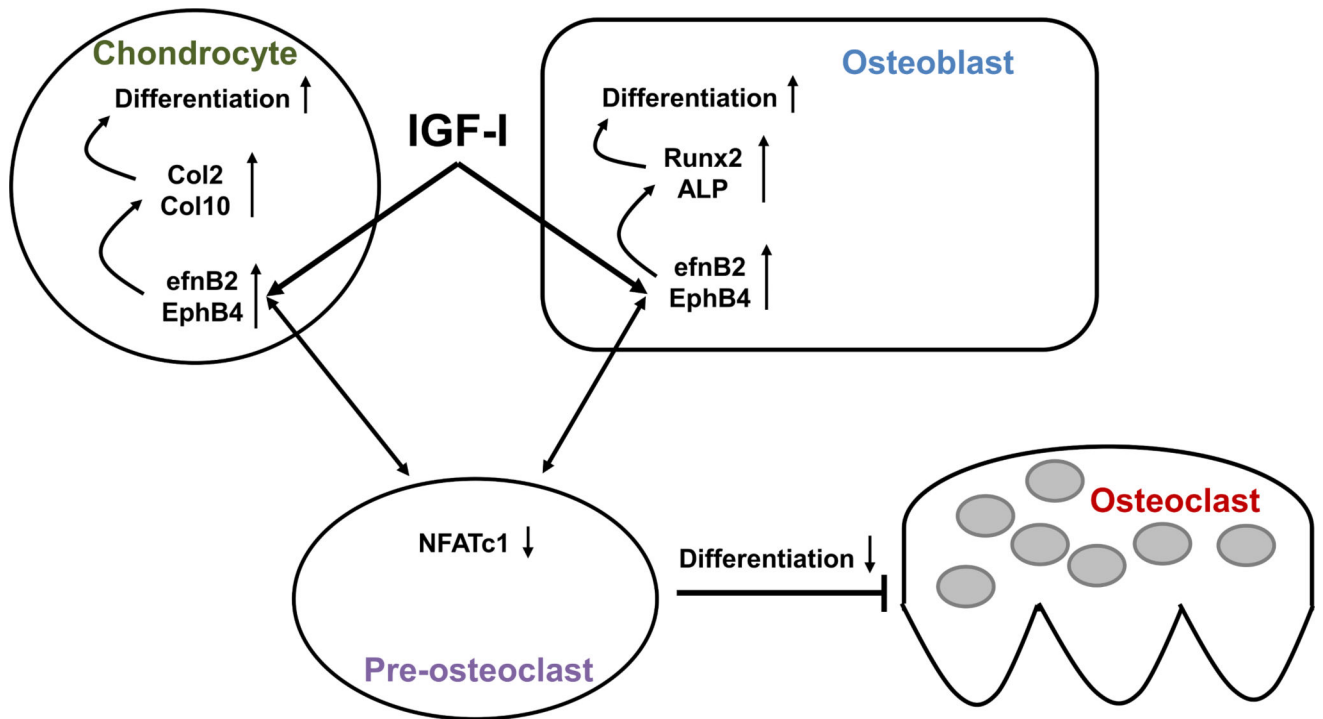 Chondrocyte
Differentiation
Col2
Col10
efnB2
EphB4
IGF-I
Osteoblast
Differentiation
Runx2
ALP
efnB2
EphB4
NFATc1
Pre-osteoclast
Differentiation
Osteoclast